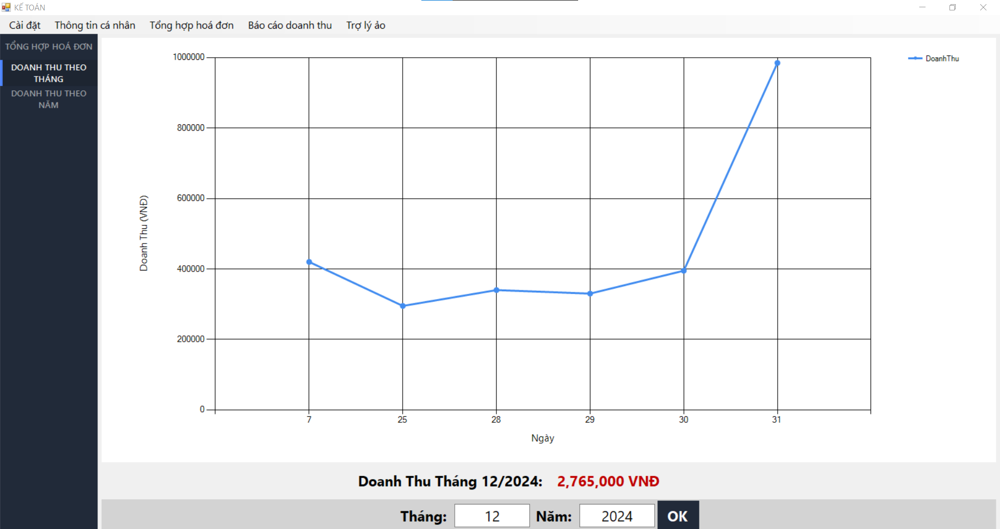 KẾ TOÁN
Cài đặt Thông tin cá nhân Tổng hợp hoá đơn Báo cáo doanh thu Trợ lý ảo
TỔNG HỢP HOÁ ĐƠN
DOANH THU THEO
THÁNG
DOANH THU THEO
NĂM
DoanhThu
Doanh Thu (VNĐ)
1000000
800000
600000
400000
200000
0
7 25 28 29 30 31
Ngày
Doanh Thu Tháng 12/2024: 2,765,000 VNĐ
Tháng: 12 Năm: 2024 OK